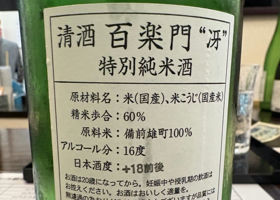 清酒 百楽門 “冴”
特別純米酒
原材料名：米(国産)、米こうじ(国産米)
精米歩合：60％
原料米：備前雄町100％
アルコール分：16度
日本酒度：+18前後
お酒は20歳になってから。妊娠中や授乳期の飲酒は
お控えください。お酒はおいしく適量を。